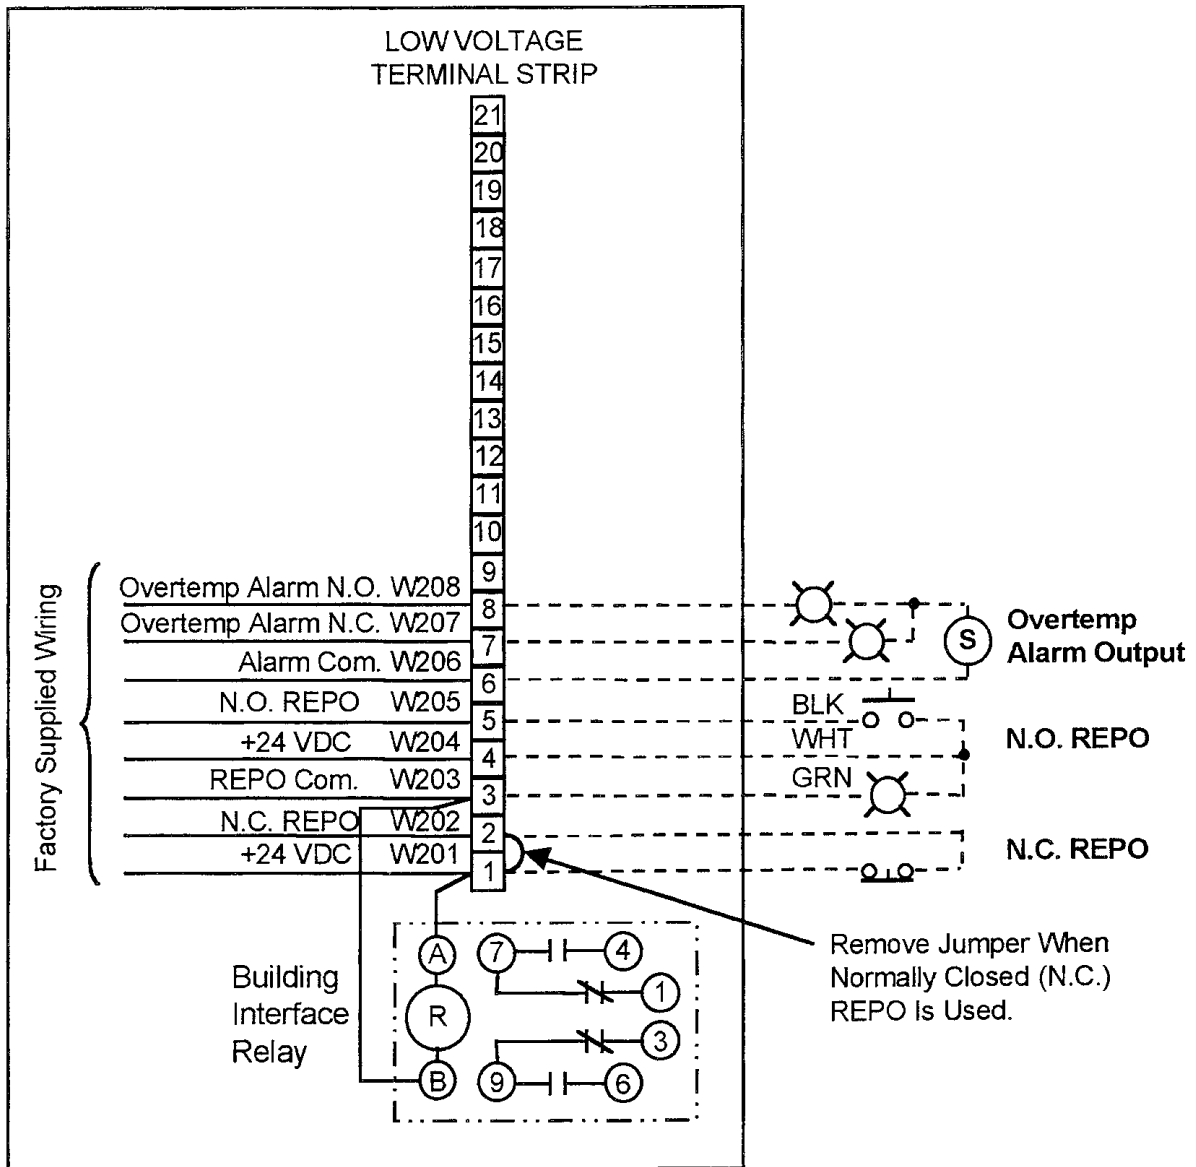 LOW VOLTAGE
TERMINAL STRIP
21
20
19
18
17
16
15
14
13
12
11
10
9
8
7
6
5
4
3
2
1
Factory Supplied Wiring
Overtemp Alarm N.O. W208
Overtemp Alarm N.C. W207
Alarm Com. W206
N.O. REPO W205
+24 VDC W204
REPO Com. W203
N.C. REPO W202
+24 VDC W201
S
Overtemp
Alarm Output
BLK
WHT
GRN
N.O. REPO
N.C. REPO
Remove Jumper When
Normally Closed (N.C.)
REPO Is Used.
Building
Interface
Relay
A
R
B
7
4
1
3
9
6